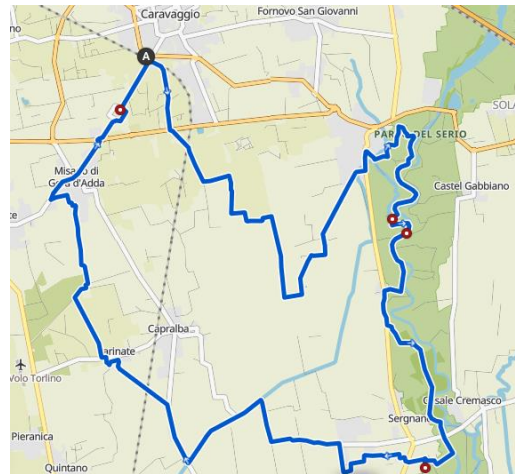 Fornovo San Giovanni
Caravaggio
A
SOLA
PARCO DEL SERIO
Misano di
Gera d'Adda
Castel Gabbiano
Capralba
Volo Torlino
Casale Cremasco
Sergnano
Pieranica
Quintano